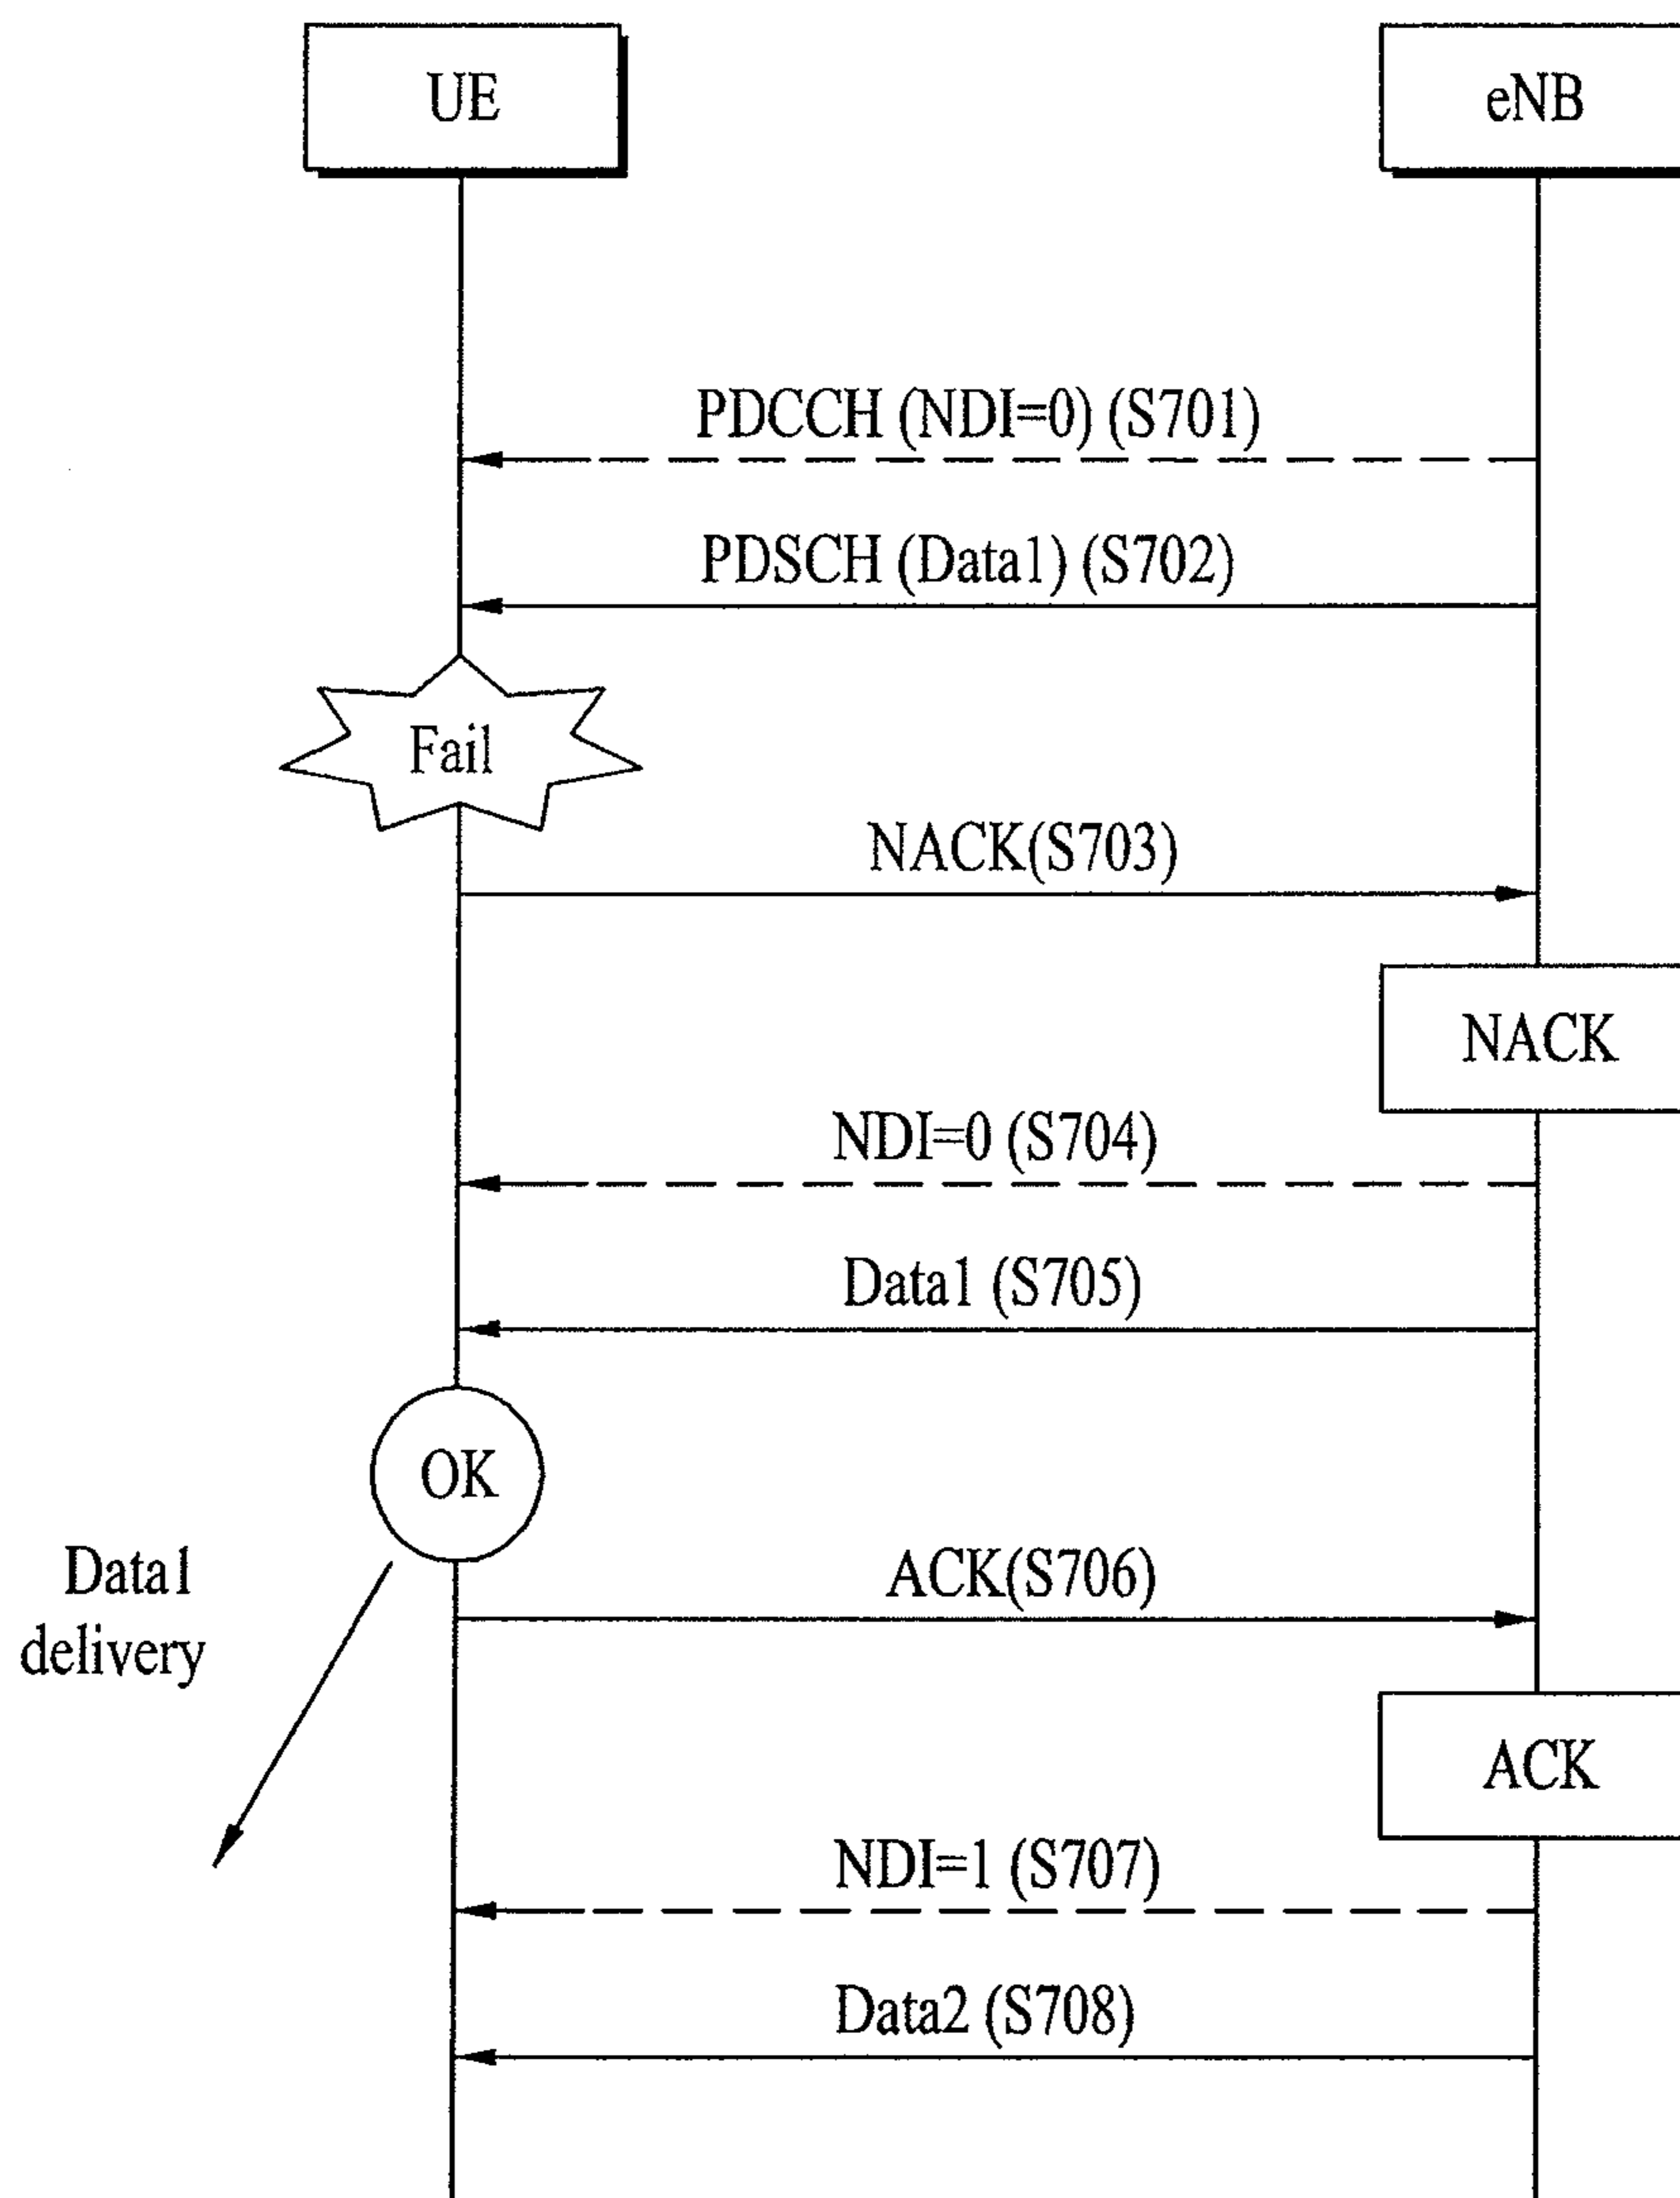 UE
eNB
PDCCH (NDI=0) (S701)
PDSCH (Data1) (S702)
Fail
NACK(S703)
NACK
NDI=0 (S704)
Data1 (S705)
OK
Data1
delivery
ACK(S706)
ACK
NDI=1 (S707)
Data2 (S708)